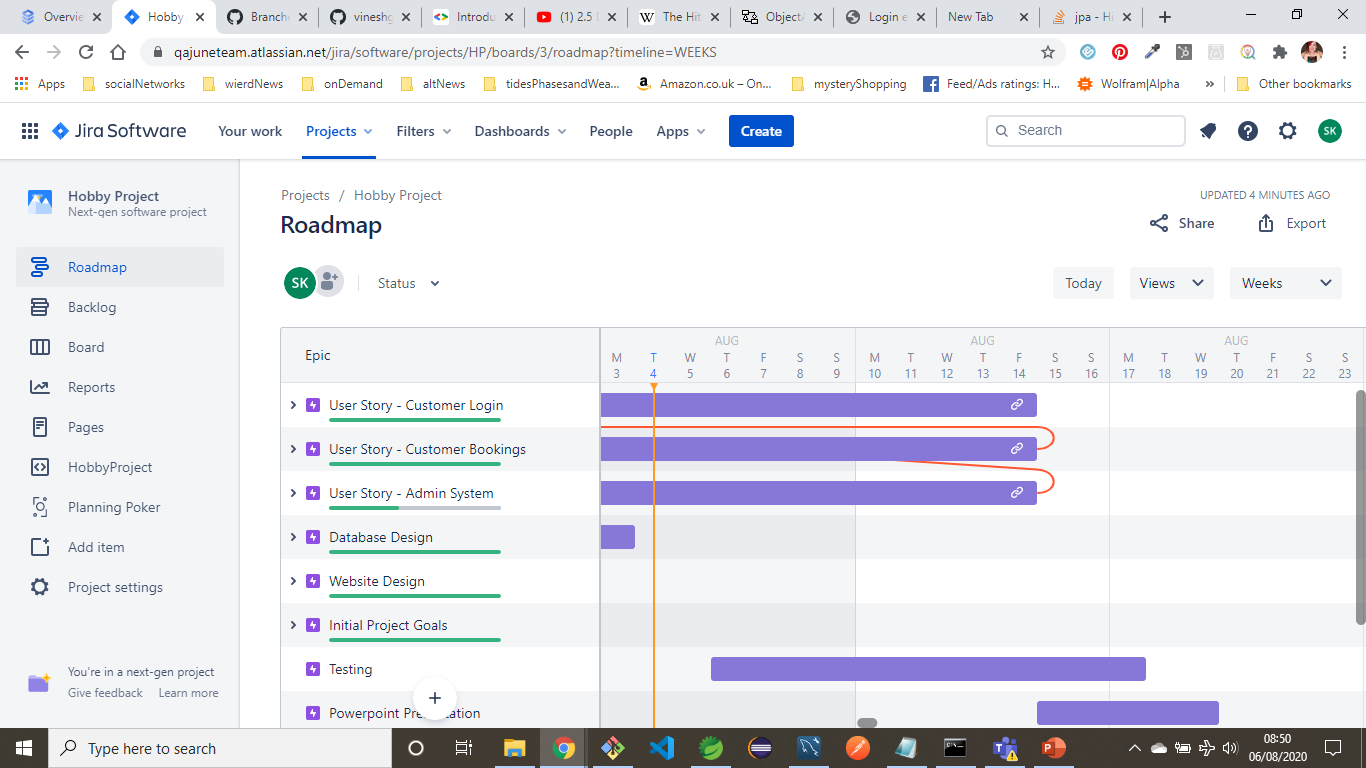 Overvie
Hobby
Branche
vineshg
Introdu
(1) 2.5 I
The Hit
ObjectA
Login e
New Tab
jpa - Hi
qajuneteam.atlassian.net/jira/software/projects/HP/boards/3/roadmap?timeline=WEEKS
Apps
socialNetworks
wierdNews
onDemand
altNews
tidesPhasesandWea...
Amazon.co.uk – On...
mysteryShopping
Feed/Ads ratings: H...
Wolfram|Alpha
»
Other bookmarks
Jira Software
Your work
Projects
Filters
Dashboards
People
Apps
Create
Search
SK
Hobby Project
Next-gen software project
Roadmap
Backlog
Board
Reports
Pages
HobbyProject
Planning Poker
Add item
Project settings
You're in a next-gen project
Give feedback Learn more
Projects / Hobby Project
UPDATED 4 MINUTES AGO
Roadmap
Share
Export
SK
Status
Today
Views
Weeks
Epic
AUG AUG AUG
M T W T F S S M T W T F S S M T W T F S S
3 4 5 6 7 8 9 10 11 12 13 14 15 16 17 18 19 20 21 22 23
User Story - Customer Login
User Story - Customer Bookings
User Story - Admin System
Database Design
Website Design
Initial Project Goals
Testing
Type here to search
08:50
06/08/2020